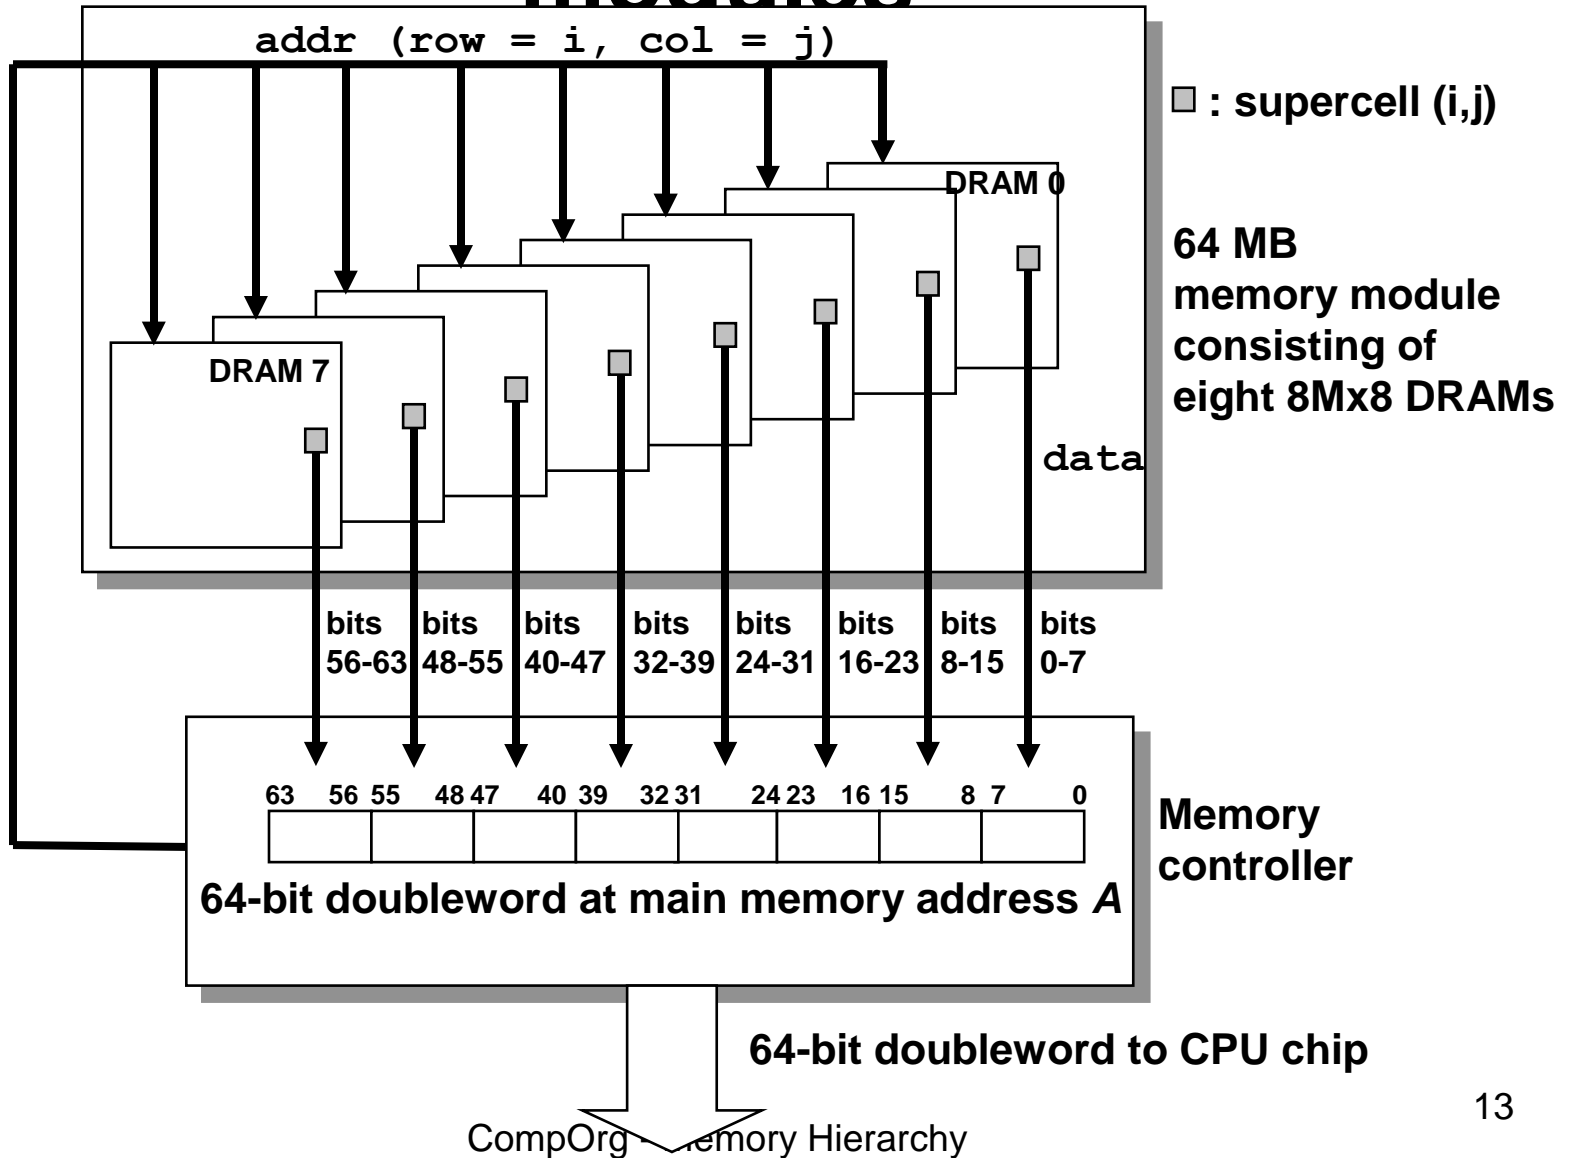 modules
addr (row = i, col = j)
: supercell (i,j)
DRAM 0
64 MB
memory module
consisting of
eight 8Mx8 DRAMs
DRAM 7
data
bits bits bits bits bits bits bits bits
56-63 48-55 40-47 32-39 24-31 16-23 8-15 0-7
63 56 55 48 47 40 39 32 31 24 23 16 15 8 7 0
Memory
controller
64-bit doubleword at main memory address A
64-bit doubleword to CPU chip
13
CompOrg - Memory Hierarchy